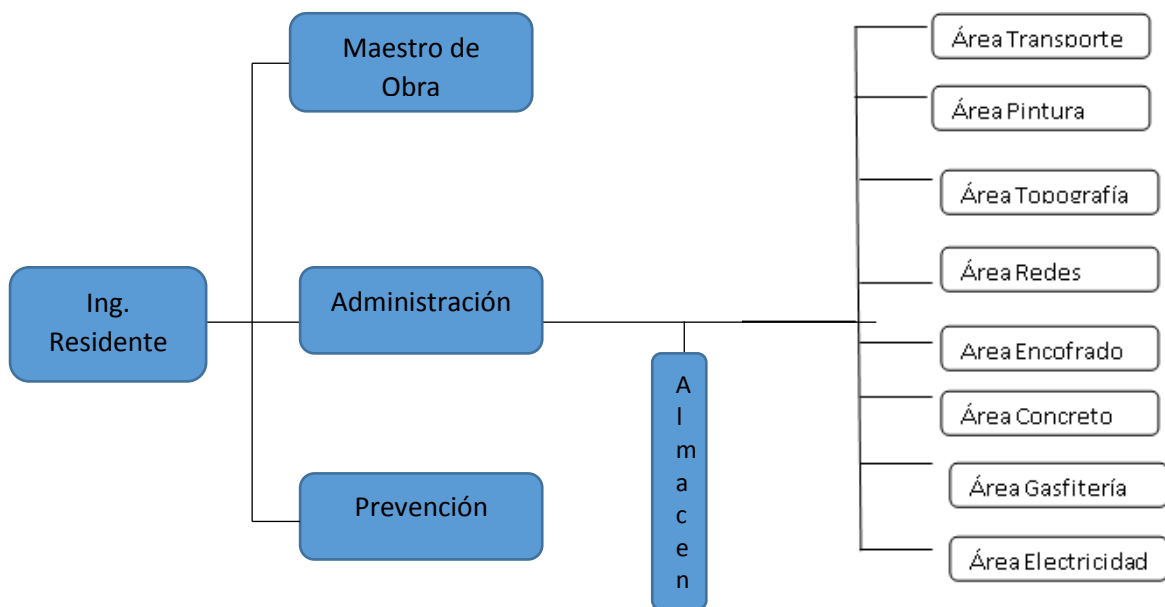 Maestro de
Obra
Ing.
Residente
Administración
Prevención
A
l
m
a
c
e
n
Área Transporte
Área Pintura
Área Topografía
Área Redes
Area Encofrado
Área Concreto
Área Gasfitería
Área Electricidad